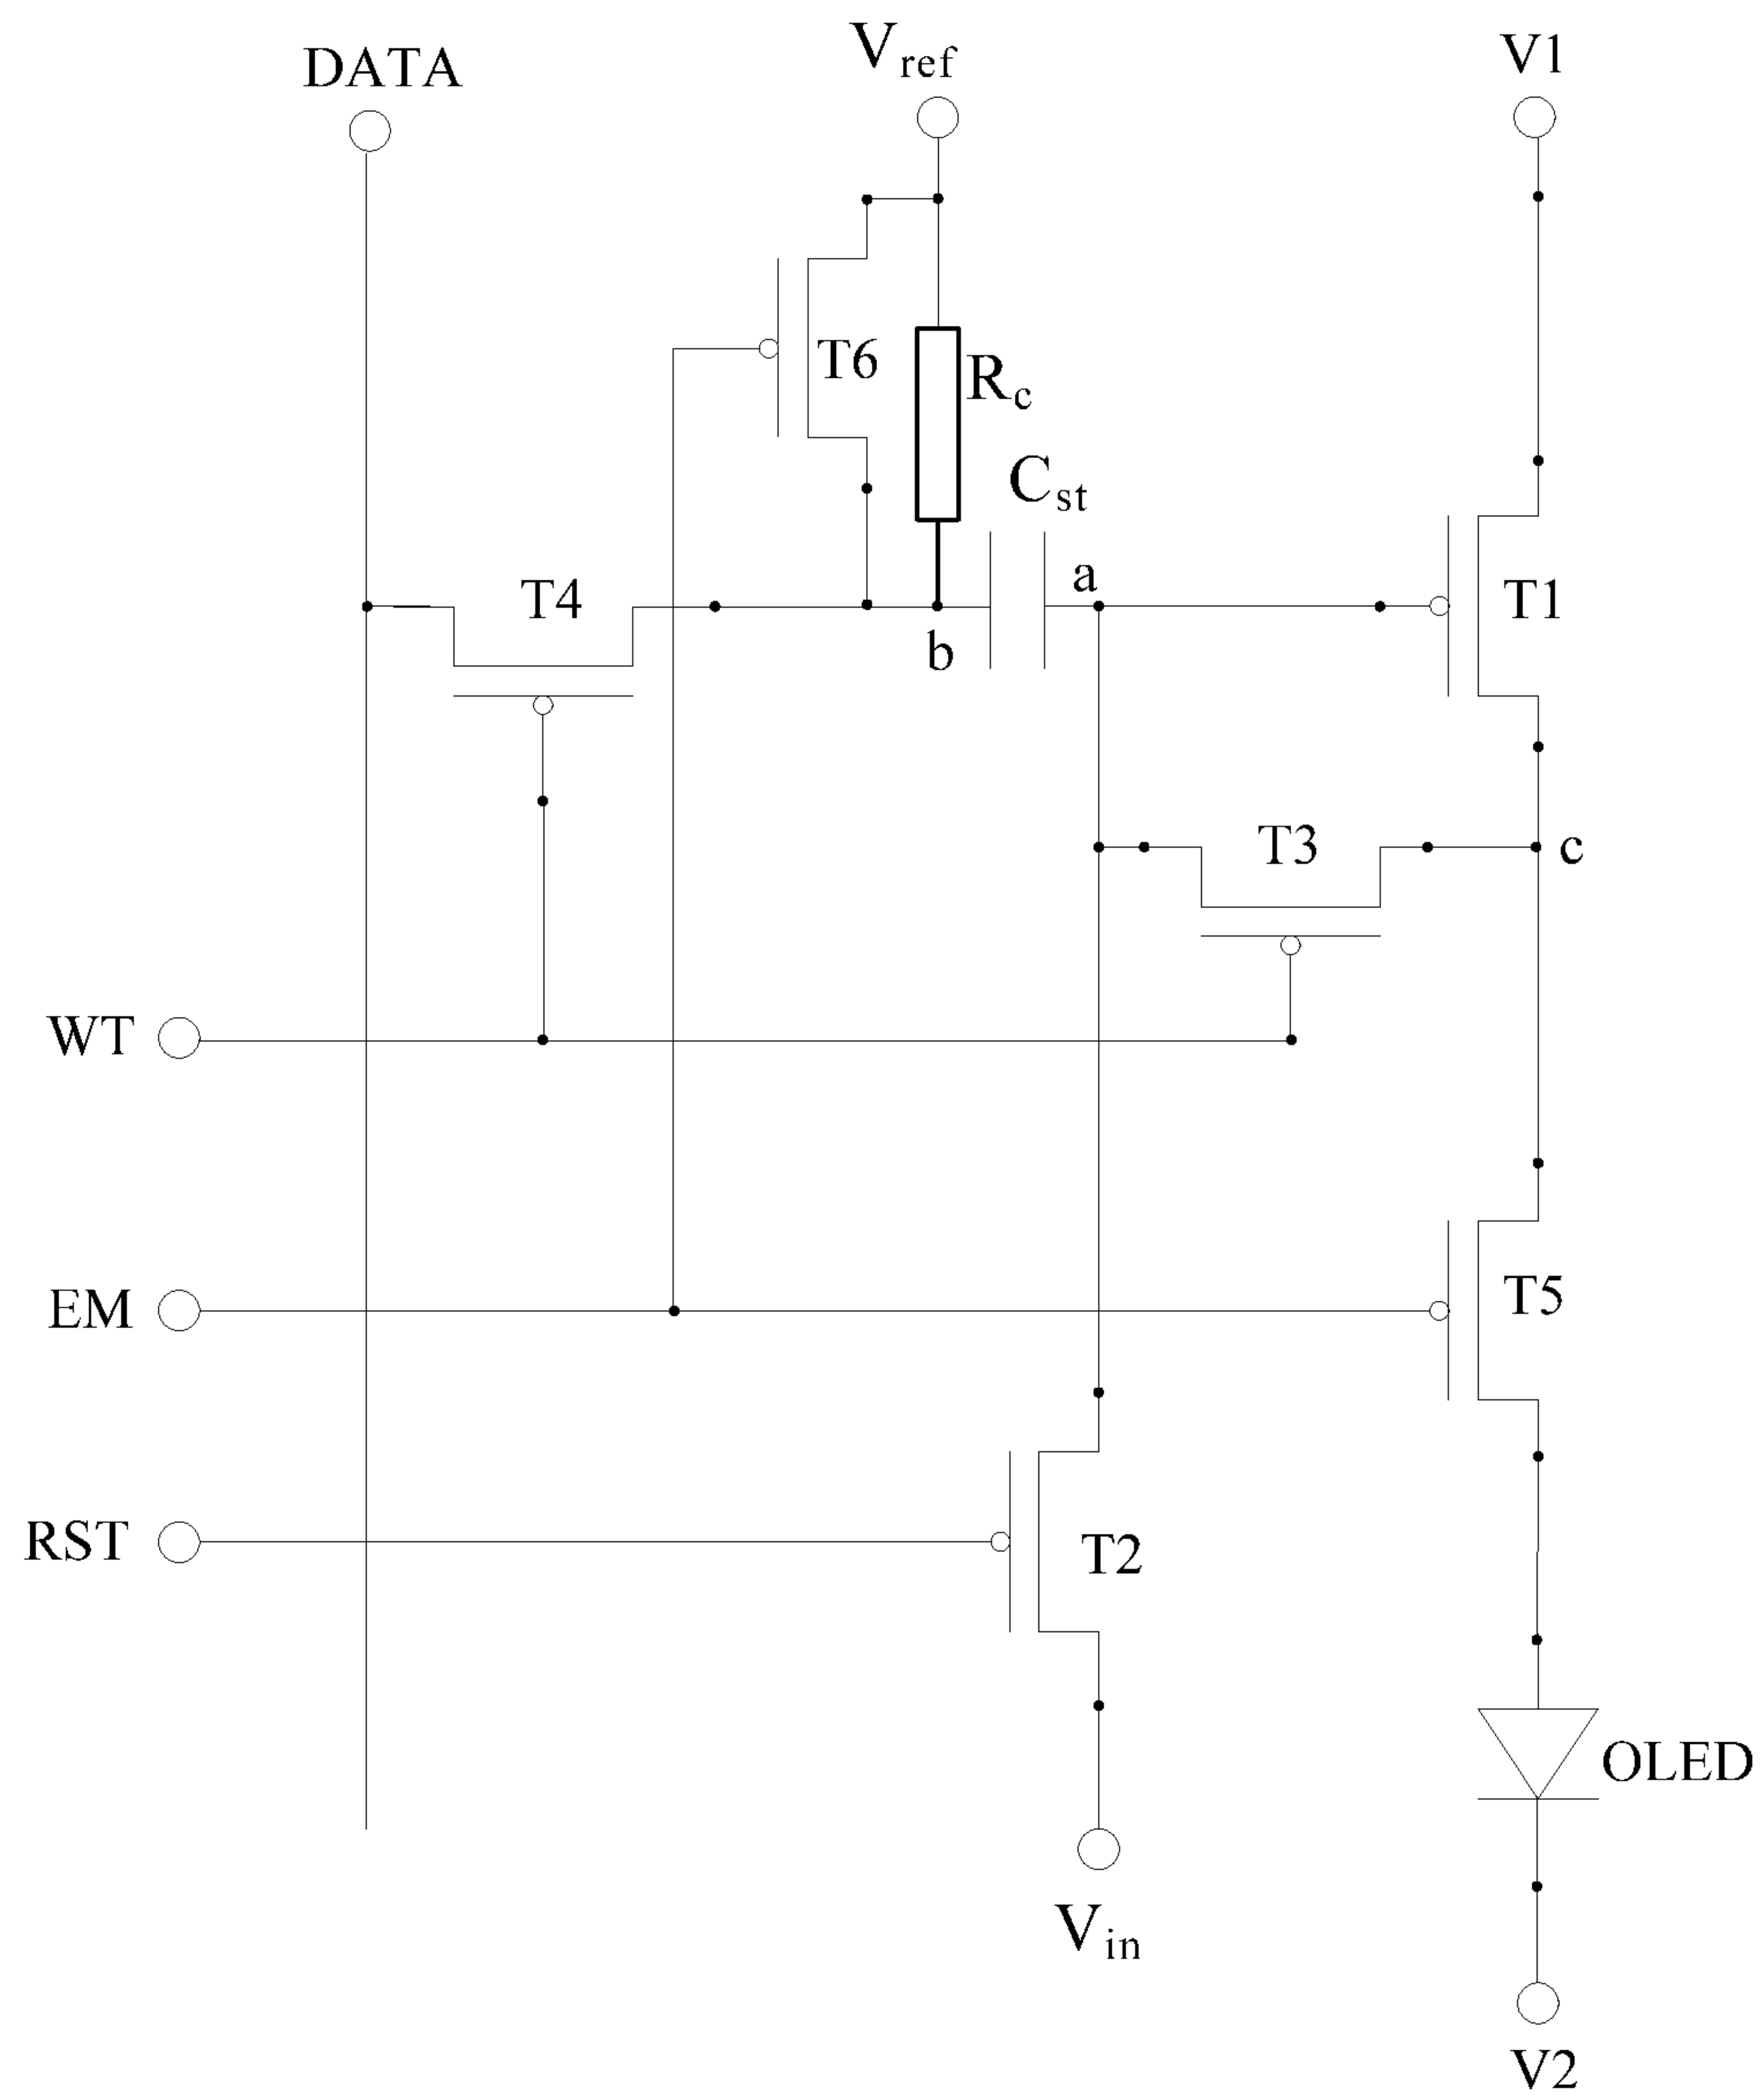 DATA
Vref
V1
T6
Rc
Cst
T4
a
T1
b
T3
c
WT
EM
T5
RST
T2
OLED
Vin
V2